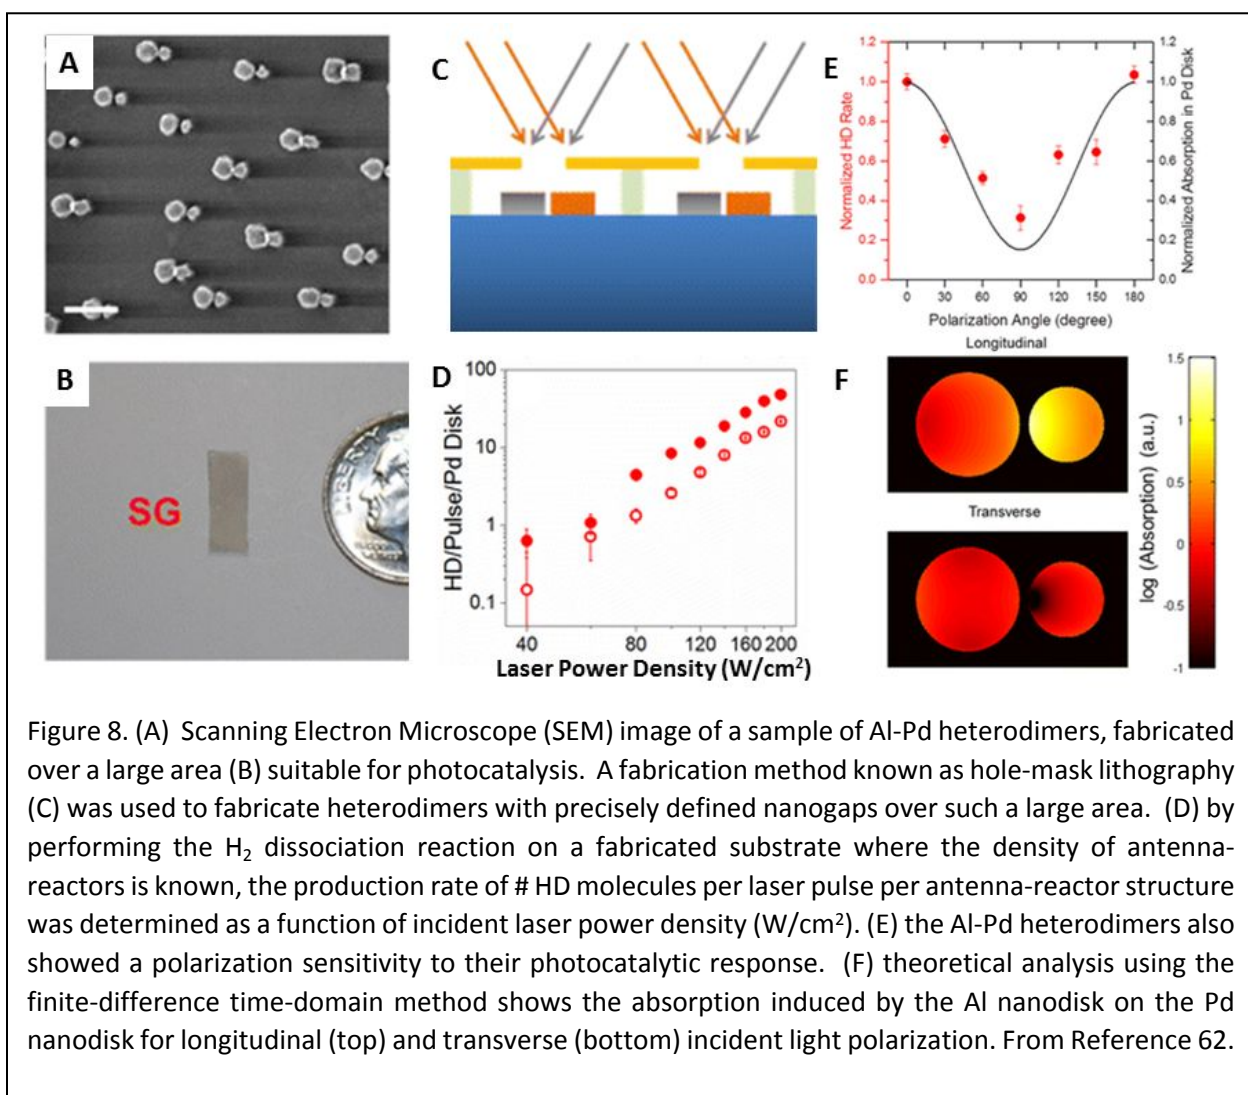 A
B
SG
LIBERTY
C
D
HD/Pulse/Pd Disk
100
10
1
0.1
40
80
120
160
200
Laser Power Density (W/cm²)
E
Normalized HD Rate
1.2
1.0
0.8
0.6
0.4
0.2
0.0
1.2
1.0
0.8
0.6
0.4
0.2
0.0
Normalized Absorption in Pd Disk
0 30 60 90 120 150 180
Polarization Angle (degree)
F
Longitudinal
Transverse
1.5
1
0.5
0
-0.5
-1
log (Absorption) (a.u.)
Figure 8. (A) Scanning Electron Microscope (SEM) image of a sample of Al-Pd heterodimers, fabricated
over a large area (B) suitable for photocatalysis. A fabrication method known as hole-mask lithography
(C) was used to fabricate heterodimers with precisely defined nanogaps over such a large area. (D) by
performing the H₂ dissociation reaction on a fabricated substrate where the density of antenna-
reactors is known, the production rate of # HD molecules per laser pulse per antenna-reactor structure
was determined as a function of incident laser power density (W/cm²). (E) the Al-Pd heterodimers also
showed a polarization sensitivity to their photocatalytic response. (F) theoretical analysis using the
finite-difference time-domain method shows the absorption induced by the Al nanodisk on the Pd
nanodisk for longitudinal (top) and transverse (bottom) incident light polarization. From Reference 62.